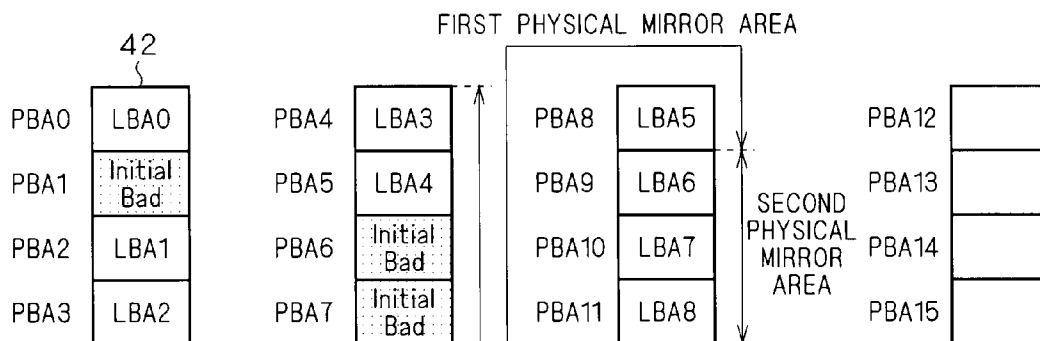 FIRST PHYSICAL MIRROR AREA
42
PBA0 LBA0
PBA1 Initial Bad
PBA2 LBA1
PBA3 LBA2
PBA4 LBA3
PBA5 LBA4
PBA6 Initial Bad
PBA7 Initial Bad
PBA8 LBA5
PBA9 LBA6
PBA10 LBA7
PBA11 LBA8
SECOND
PHYSICAL
MIRROR
AREA
PBA12
PBA13
PBA14
PBA15